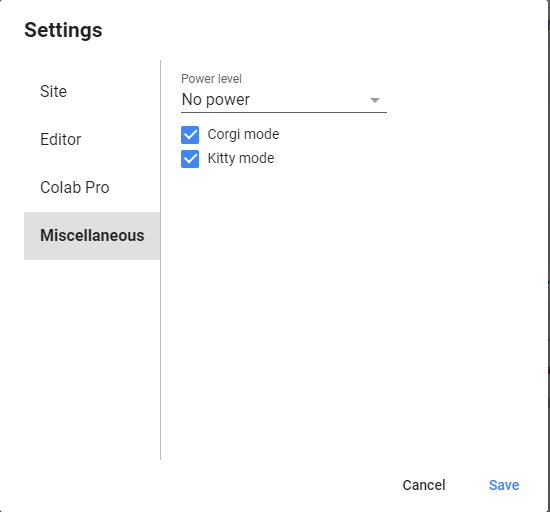 Settings
Site
Editor
Colab Pro
Miscellaneous
Power level
No power
Corgi mode
Kitty mode
Cancel
Save